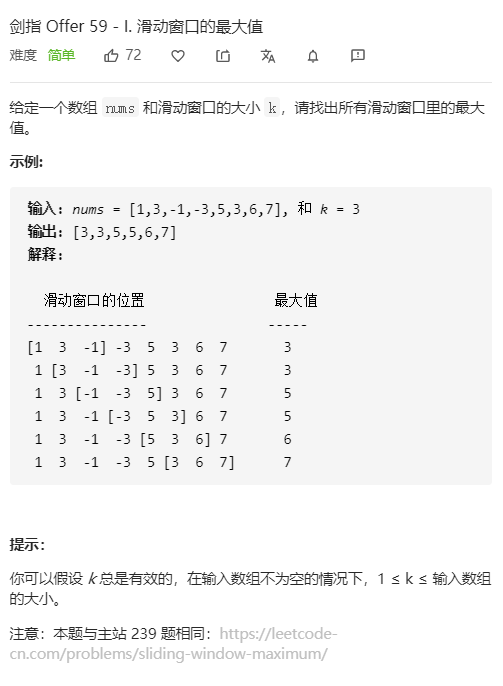 剑指 Offer 59 - I. 滑动窗口的最大值
难度 简单 72
给定一个数组 nums 和滑动窗口的大小 k ，请找出所有滑动窗口里的最大
值。
示例:
输入: nums = [1,3,-1,-3,5,3,6,7], 和 k = 3
输出: [3,3,5,5,6,7]
解释:
滑动窗口的位置 最大值
--------------- -----
[1 3 -1] -3 5 3 6 7 3
1 [3 -1 -3] 5 3 6 7 3
1 3 [-1 -3 5] 3 6 7 5
1 3 -1 [-3 5 3] 6 7 5
1 3 -1 -3 [5 3 6] 7 6
1 3 -1 -3 5 [3 6 7] 7
提示：
你可以假设 k 总是有效的，在输入数组不为空的情况下，1 ≤ k ≤ 输入数组
的大小。
注意：本题与主站 239 题相同：https://leetcode-
cn.com/problems/sliding-window-maximum/